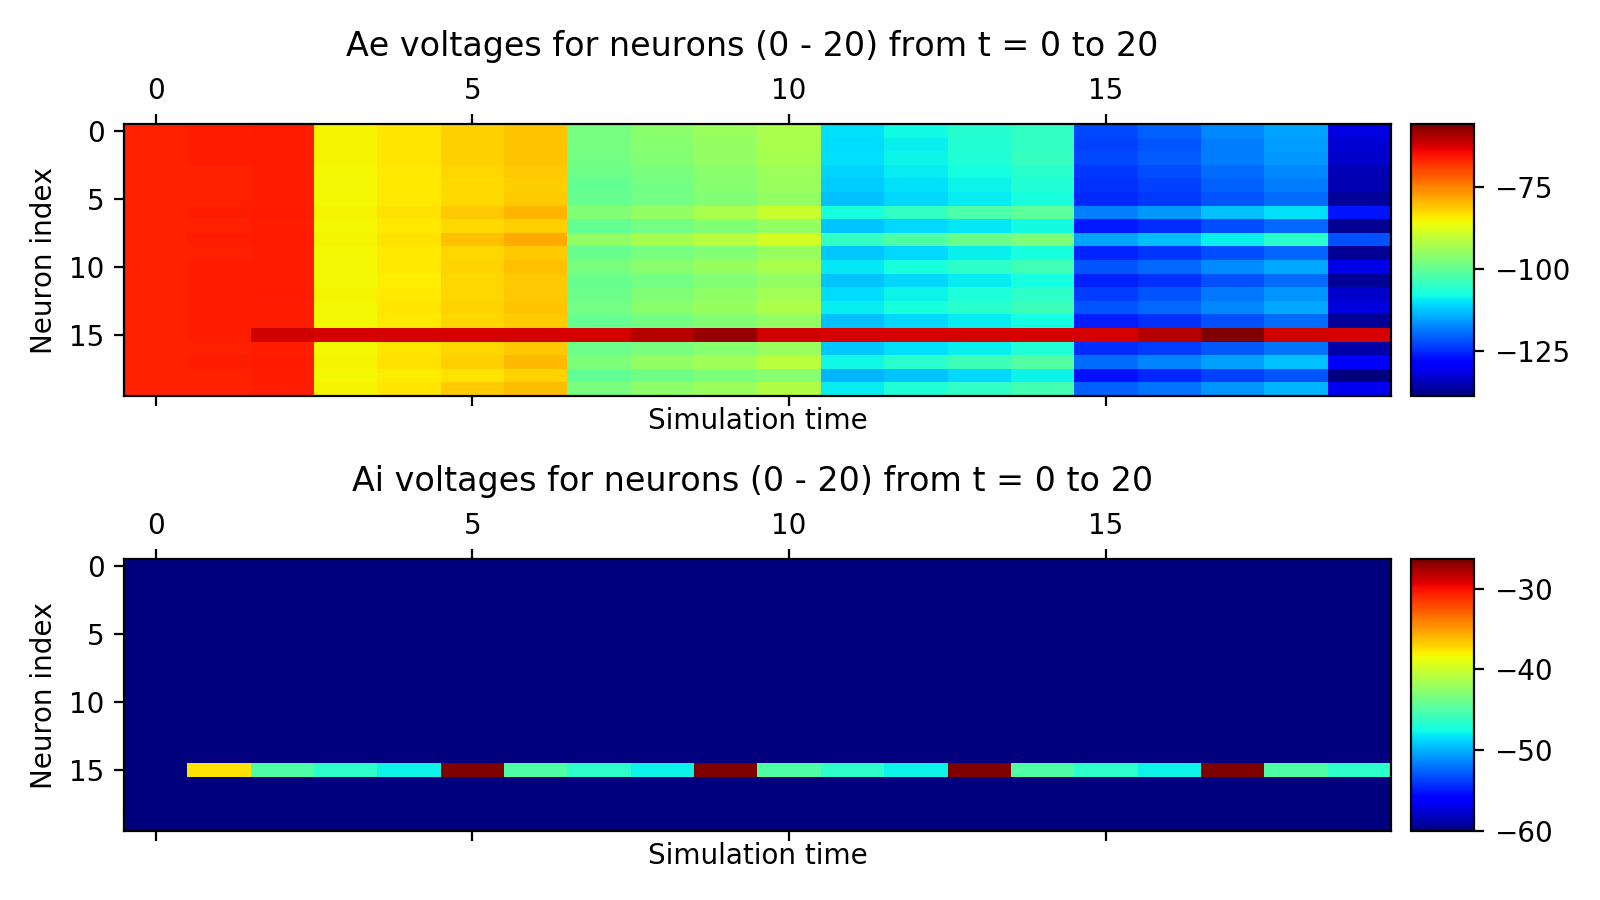 Ae voltages for neurons (0 - 20) from t = 0 to 20
0 5 10 15
0
5
10
15
Neuron index
−75
−100
−125
Simulation time
Ai voltages for neurons (0 - 20) from t = 0 to 20
0 5 10 15
0
5
10
15
Neuron index
−30
−40
−50
−60
Simulation time